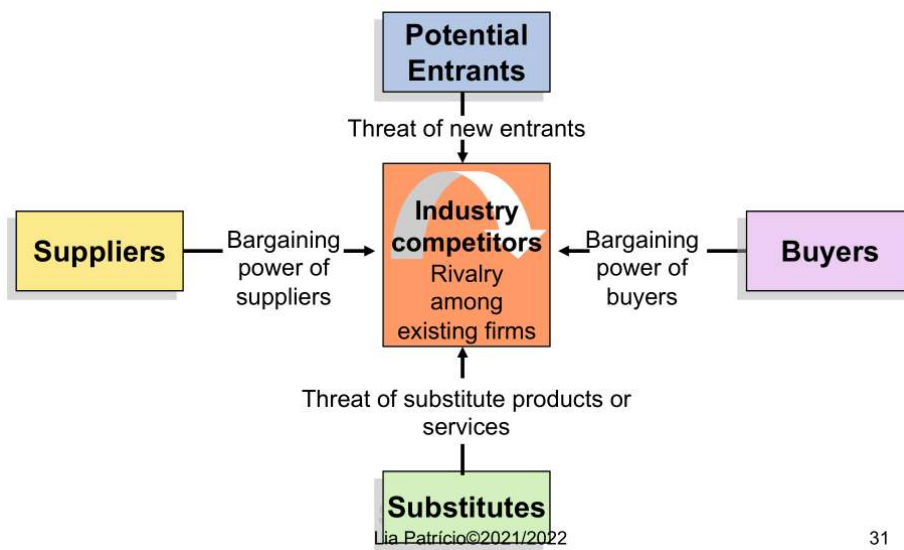 Potential
Entrants
Threat of new entrants
Suppliers
Bargaining
power of
suppliers
Industry
competitors
Rivalry
among
existing firms
Bargaining
power of
buyers
Buyers
Threat of substitute products or
services
Substitutes
Lia Patrício©2021/2022
31